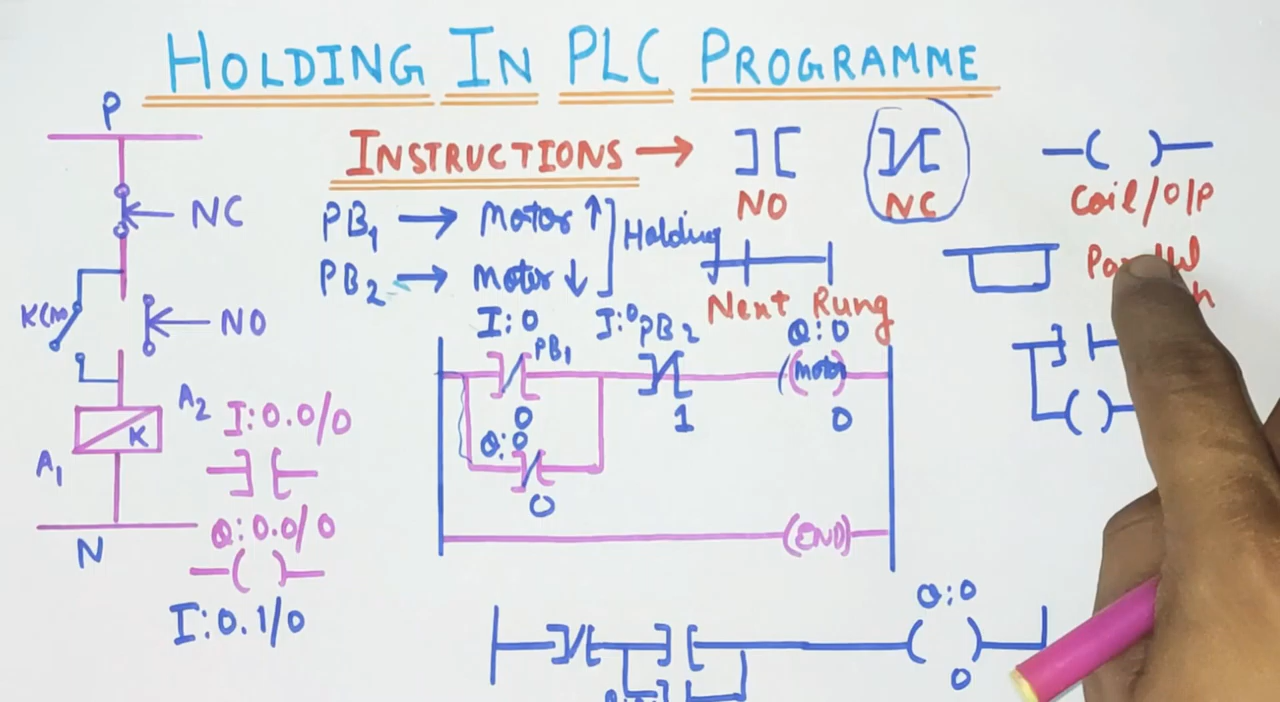 HOLDING IN PLC PROGRAMME
P
INSTRUCTIONS →
NO
NC
Coil/O/P
NC
PB1 → Motor ↑
PB2 → Motor ↓
Holding
Next Rung
K(m)
NO
I:0
PB1
I:0
PB2
Q:0
(motor)
0
1
0
Q:0
0
K
A2
A1
I:0.0/0
Q:0.0/0
N
(END)
I:0.1/0
Q:0
0